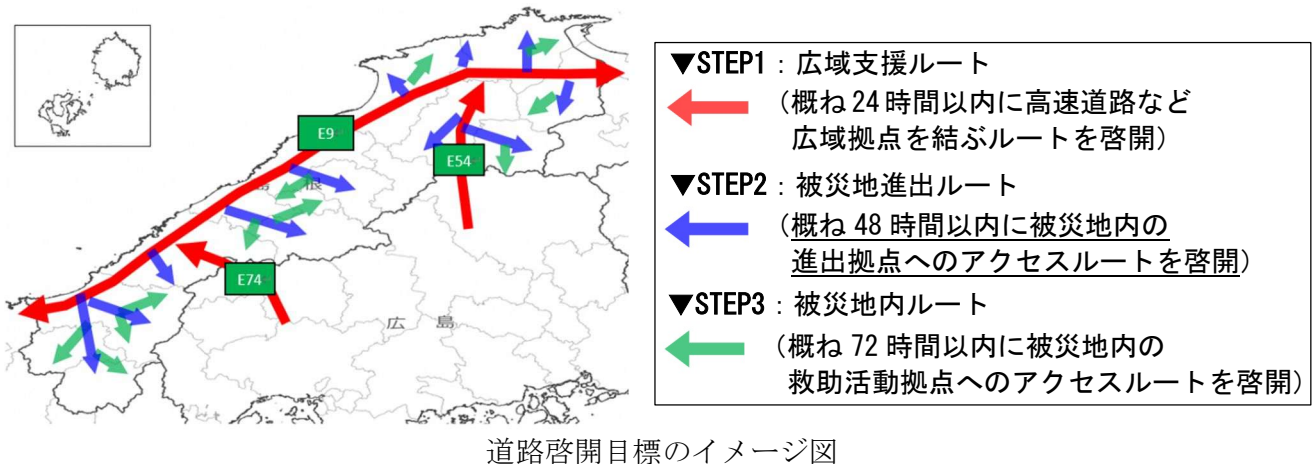 E9
E54
根
E74
広 島
▼STEP1：広域支援ルート
（概ね 24 時間以内に高速道路など
広域拠点を結ぶルートを啓開）
▼STEP2：被災地進出ルート
（概ね 48 時間以内に被災地内の
進出拠点へのアクセスルートを啓開）
▼STEP3：被災地内ルート
（概ね 72 時間以内に被災地内の
救助活動拠点へのアクセスルートを啓開）
道路啓開目標のイメージ図